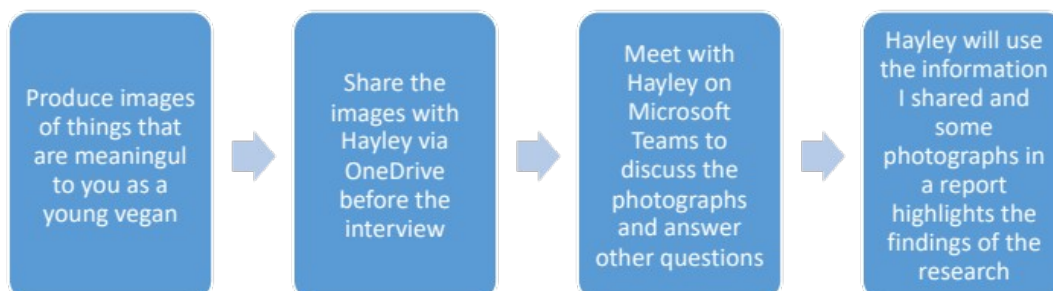 Produce images
of things that
are meaningul
to you as a
young vegan
Share the
images with
Hayley via
OneDrive
before the
interview
Meet with
Hayley on
Microsoft
Teams to
discuss the
photographs
and answer
other questions
Hayley will use
the information
I shared and
some
photographs in
a report
highlights the
findings of the
research